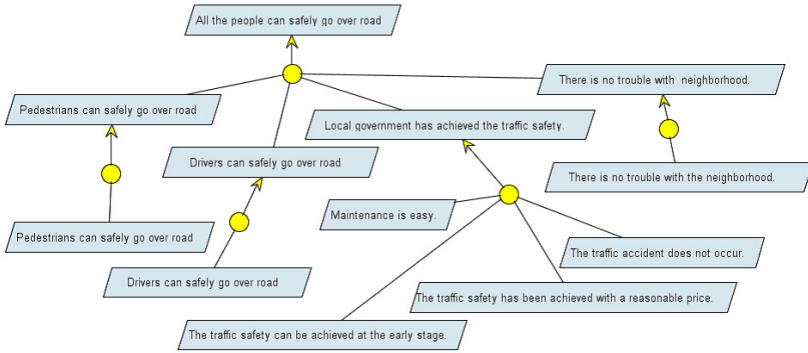 All the people can safely go over road
There is no trouble with neighborhood.
Pedestrians can safely go over road
Local government has achieved the traffic safety.
Drivers can safely go over road
There is no trouble with the neighborhood.
Maintenance is easy.
Pedestrians can safely go over road
The traffic accident does not occur.
Drivers can safely go over road
The traffic safety has been achieved with a reasonable price.
The traffic safety can be achieved at the early stage.